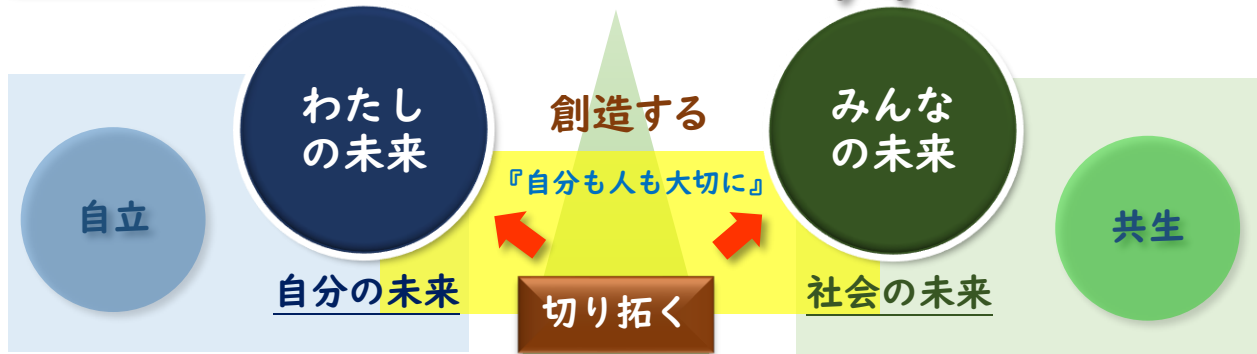 わたし
の未来
創造する
みんな
の未来
『自分も人も大切に』
自立
共生
自分の未来
社会の未来
切り拓く